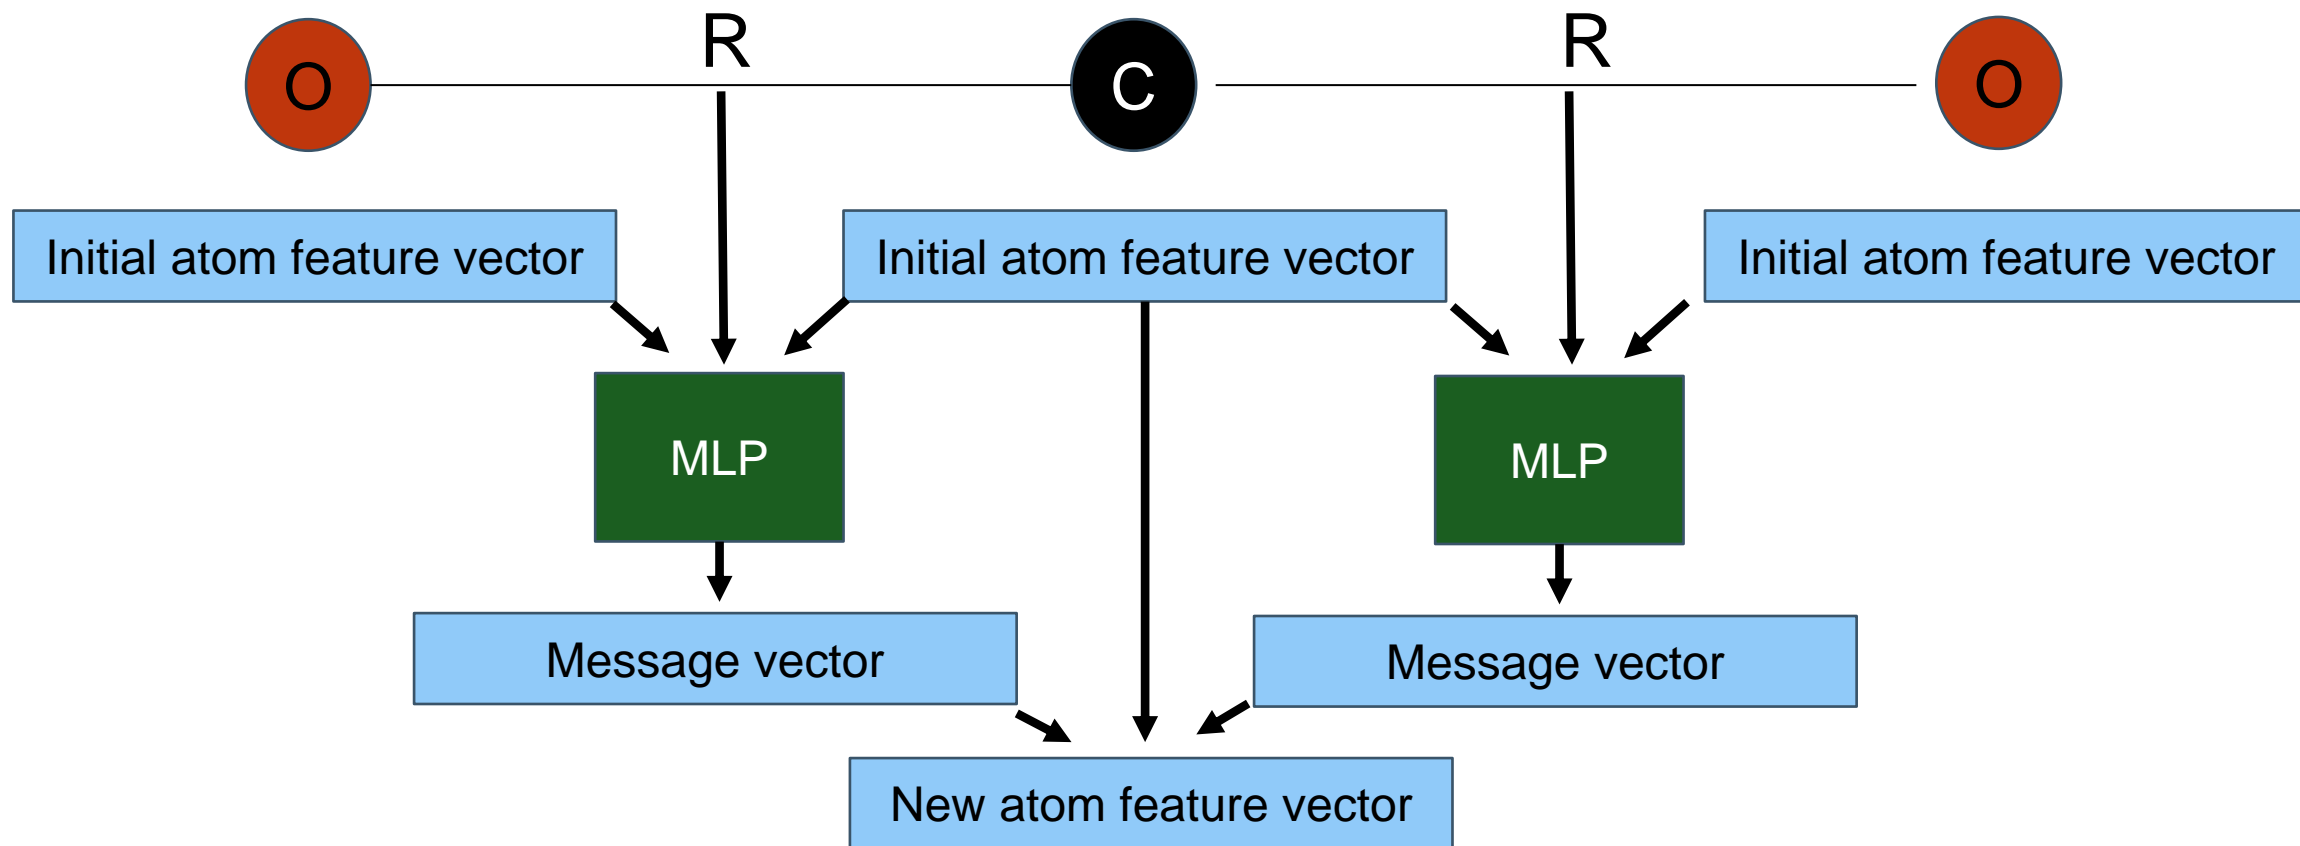 R
R
O
C
O
Initial atom feature vector
Initial atom feature vector
Initial atom feature vector
MLP
MLP
Message vector
Message vector
New atom feature vector